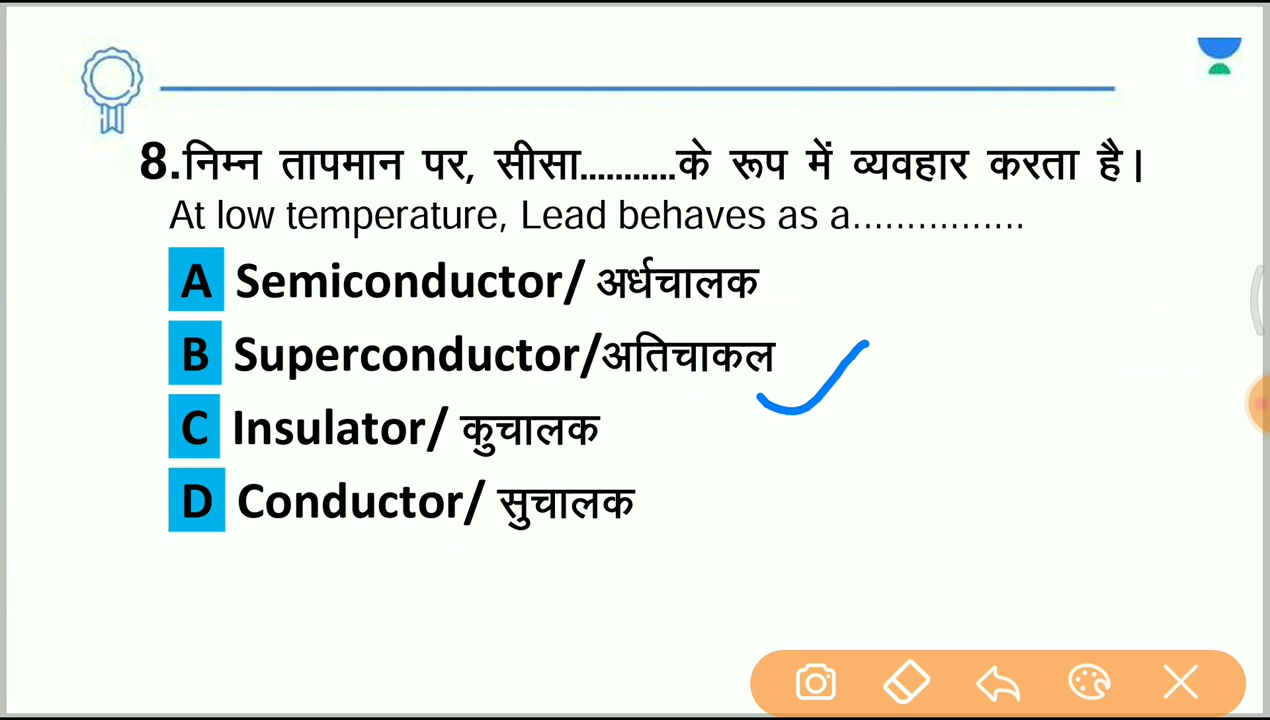 8.निम्न तापमान पर, सीसा...........के रूप में व्यवहार करता है।
At low temperature, Lead behaves as a................
A Semiconductor/ अर्धचालक
B Superconductor/अतिचाकल
C Insulator/ कुचालक
D Conductor/ सुचालक